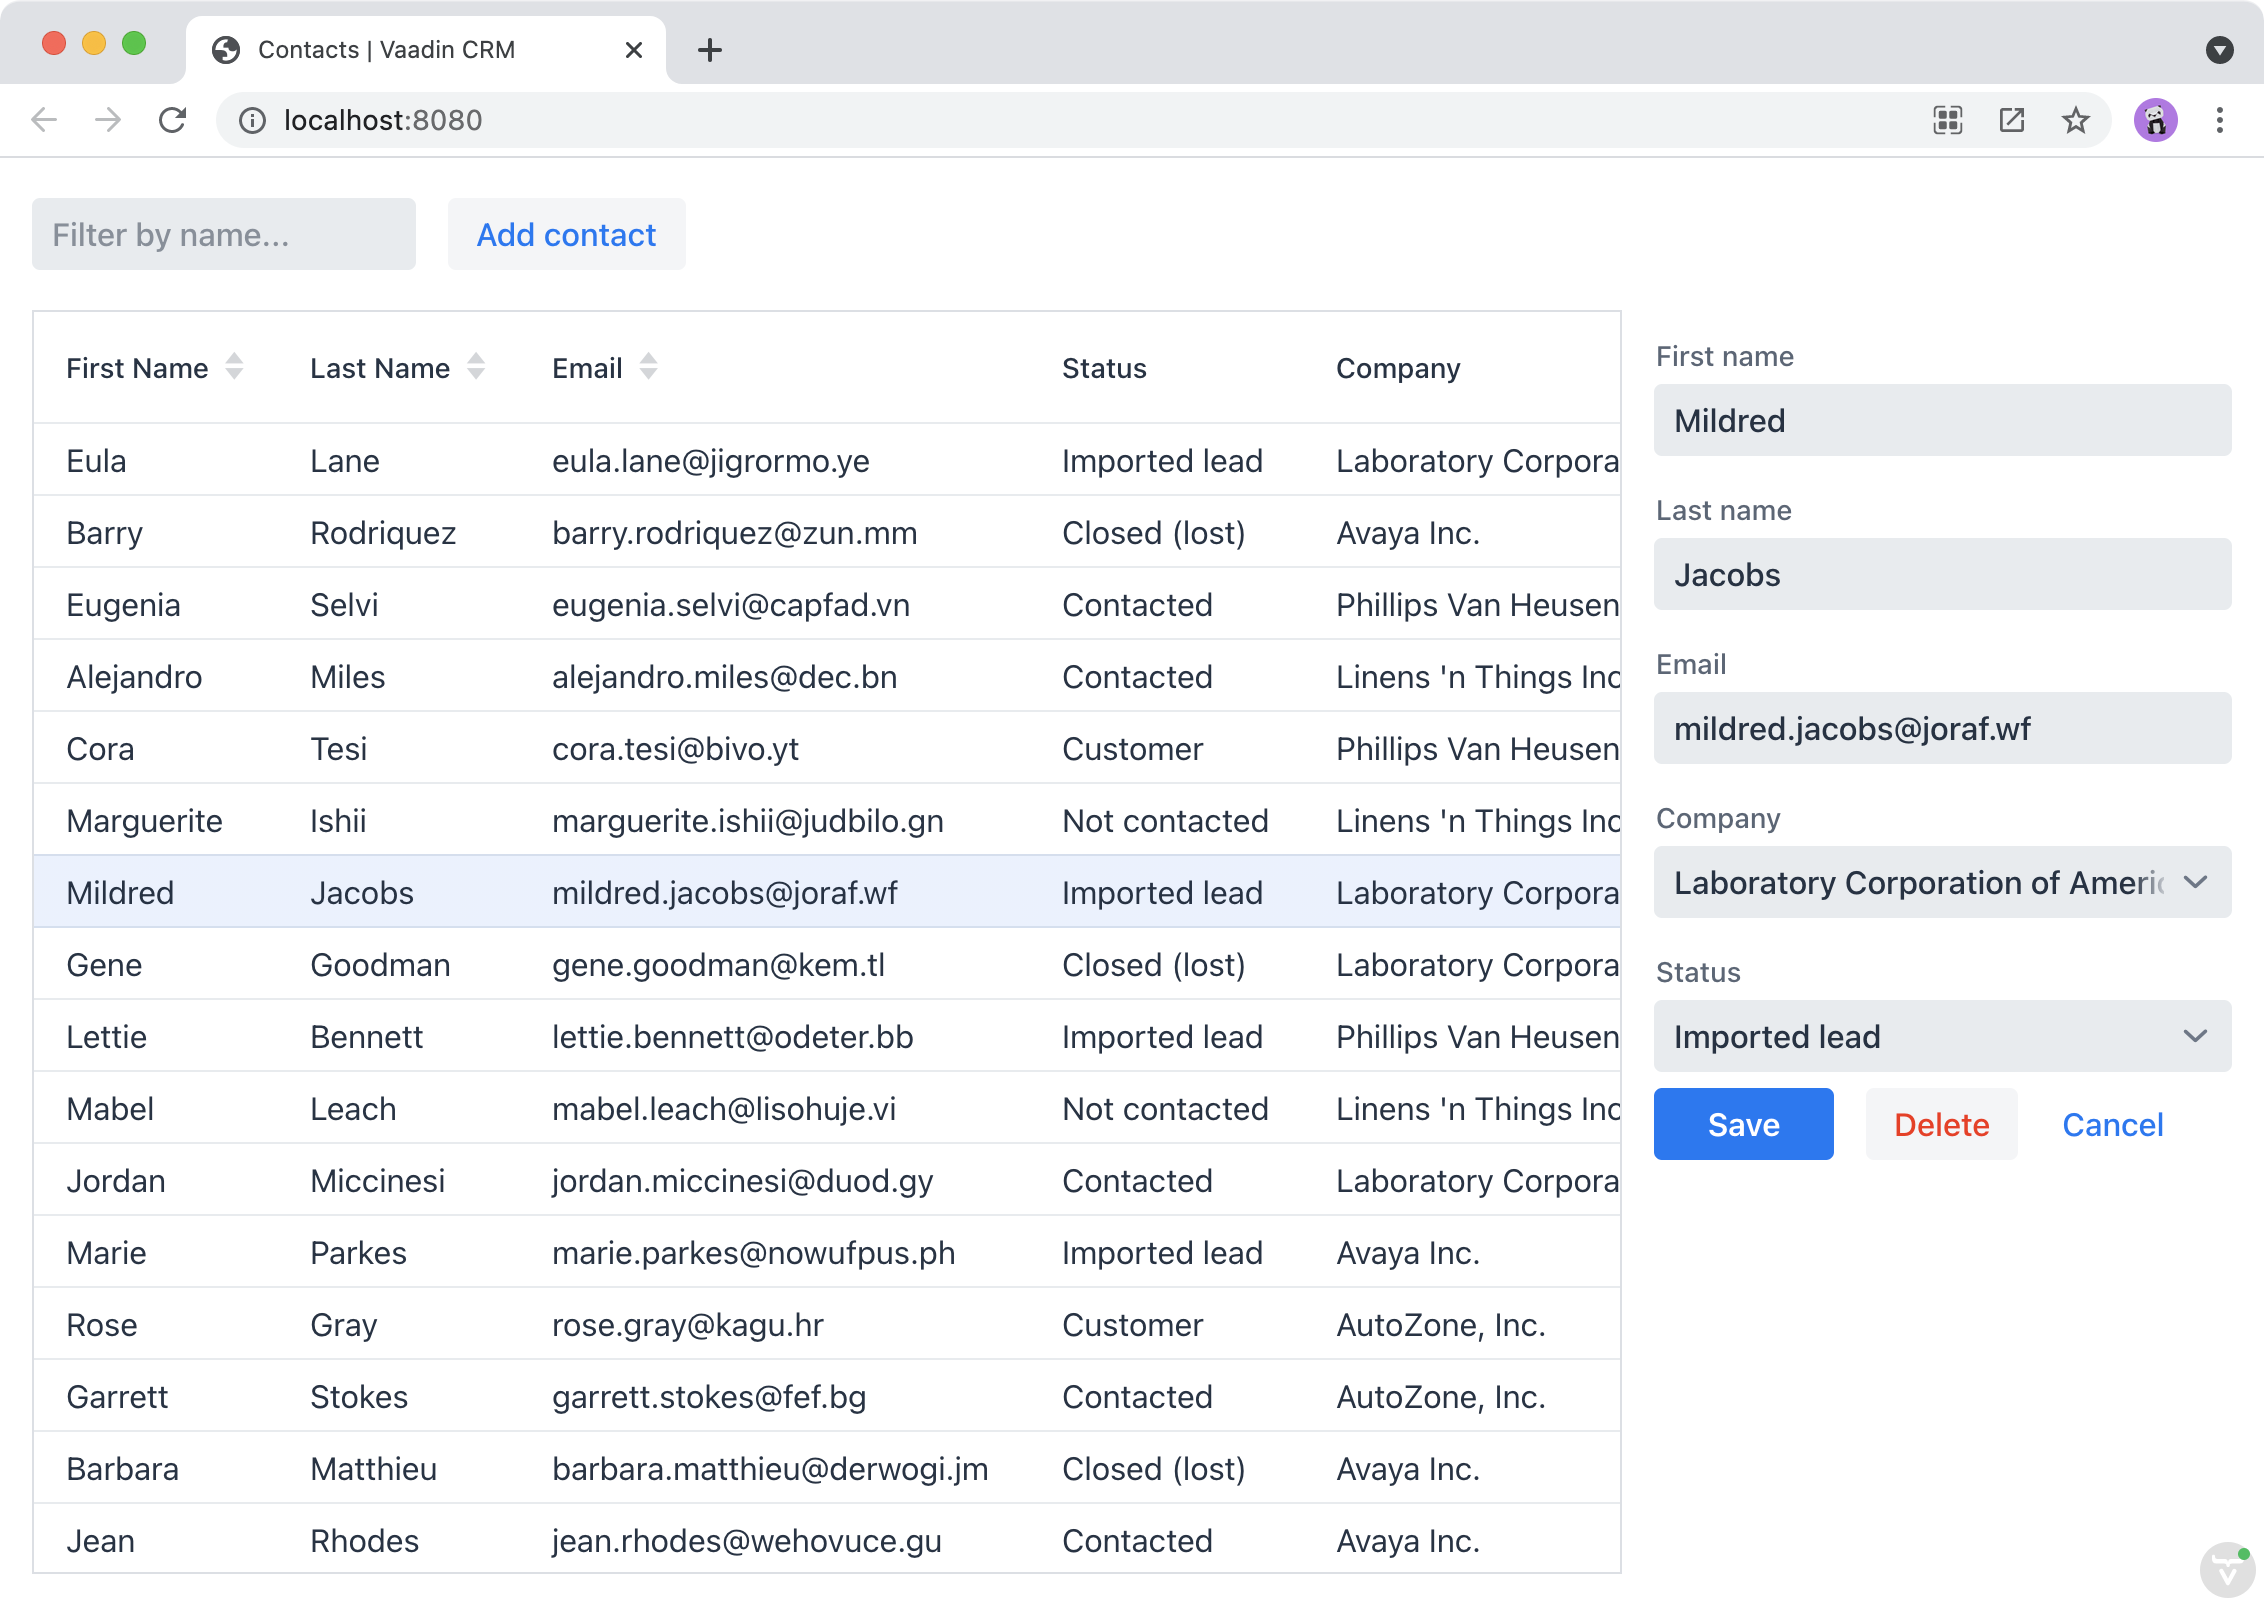 Contacts | Vaadin CRM
localhost:8080
Filter by name... Add contact
First Name Last Name Email Status Company
Eula Lane eula.lane@jigrormo.ye Imported lead Laboratory Corpora
Barry Rodriquez barry.rodriquez@zun.mm Closed (lost) Avaya Inc.
Eugenia Selvi eugenia.selvi@capfad.vn Contacted Phillips Van Heusen
Alejandro Miles alejandro.miles@dec.bn Contacted Linens 'n Things Inc
Cora Tesi cora.tesi@bivo.yt Customer Phillips Van Heusen
Marguerite Ishii marguerite.ishii@judbilo.gn Not contacted Linens 'n Things Inc
Mildred Jacobs mildred.jacobs@joraf.wf Imported lead Laboratory Corpora
Gene Goodman gene.goodman@kem.tl Closed (lost) Laboratory Corpora
Lettie Bennett lettie.bennett@odeter.bb Imported lead Phillips Van Heusen
Mabel Leach mabel.leach@lisohuje.vi Not contacted Linens 'n Things Inc
Jordan Miccinesi jordan.miccinesi@duod.gy Contacted Laboratory Corpora
Marie Parkes marie.parkes@nowufpus.ph Imported lead Avaya Inc.
Rose Gray rose.gray@kagu.hr Customer AutoZone, Inc.
Garrett Stokes garrett.stokes@fef.bg Contacted AutoZone, Inc.
Barbara Matthieu barbara.matthieu@derwogi.jm Closed (lost) Avaya Inc.
Jean Rhodes jean.rhodes@wehovuce.gu Contacted Avaya Inc.
First name
Mildred
Last name
Jacobs
Email
mildred.jacobs@joraf.wf
Company
Laboratory Corporation of Americ
Status
Imported lead
Save Delete Cancel